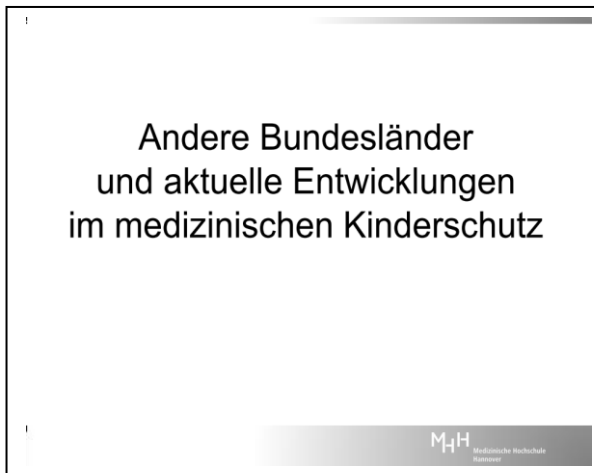 Andere Bundesländer
und aktuelle Entwicklungen
im medizinischen Kinderschutz
MHH
Medizinische Hochschule
Hannover